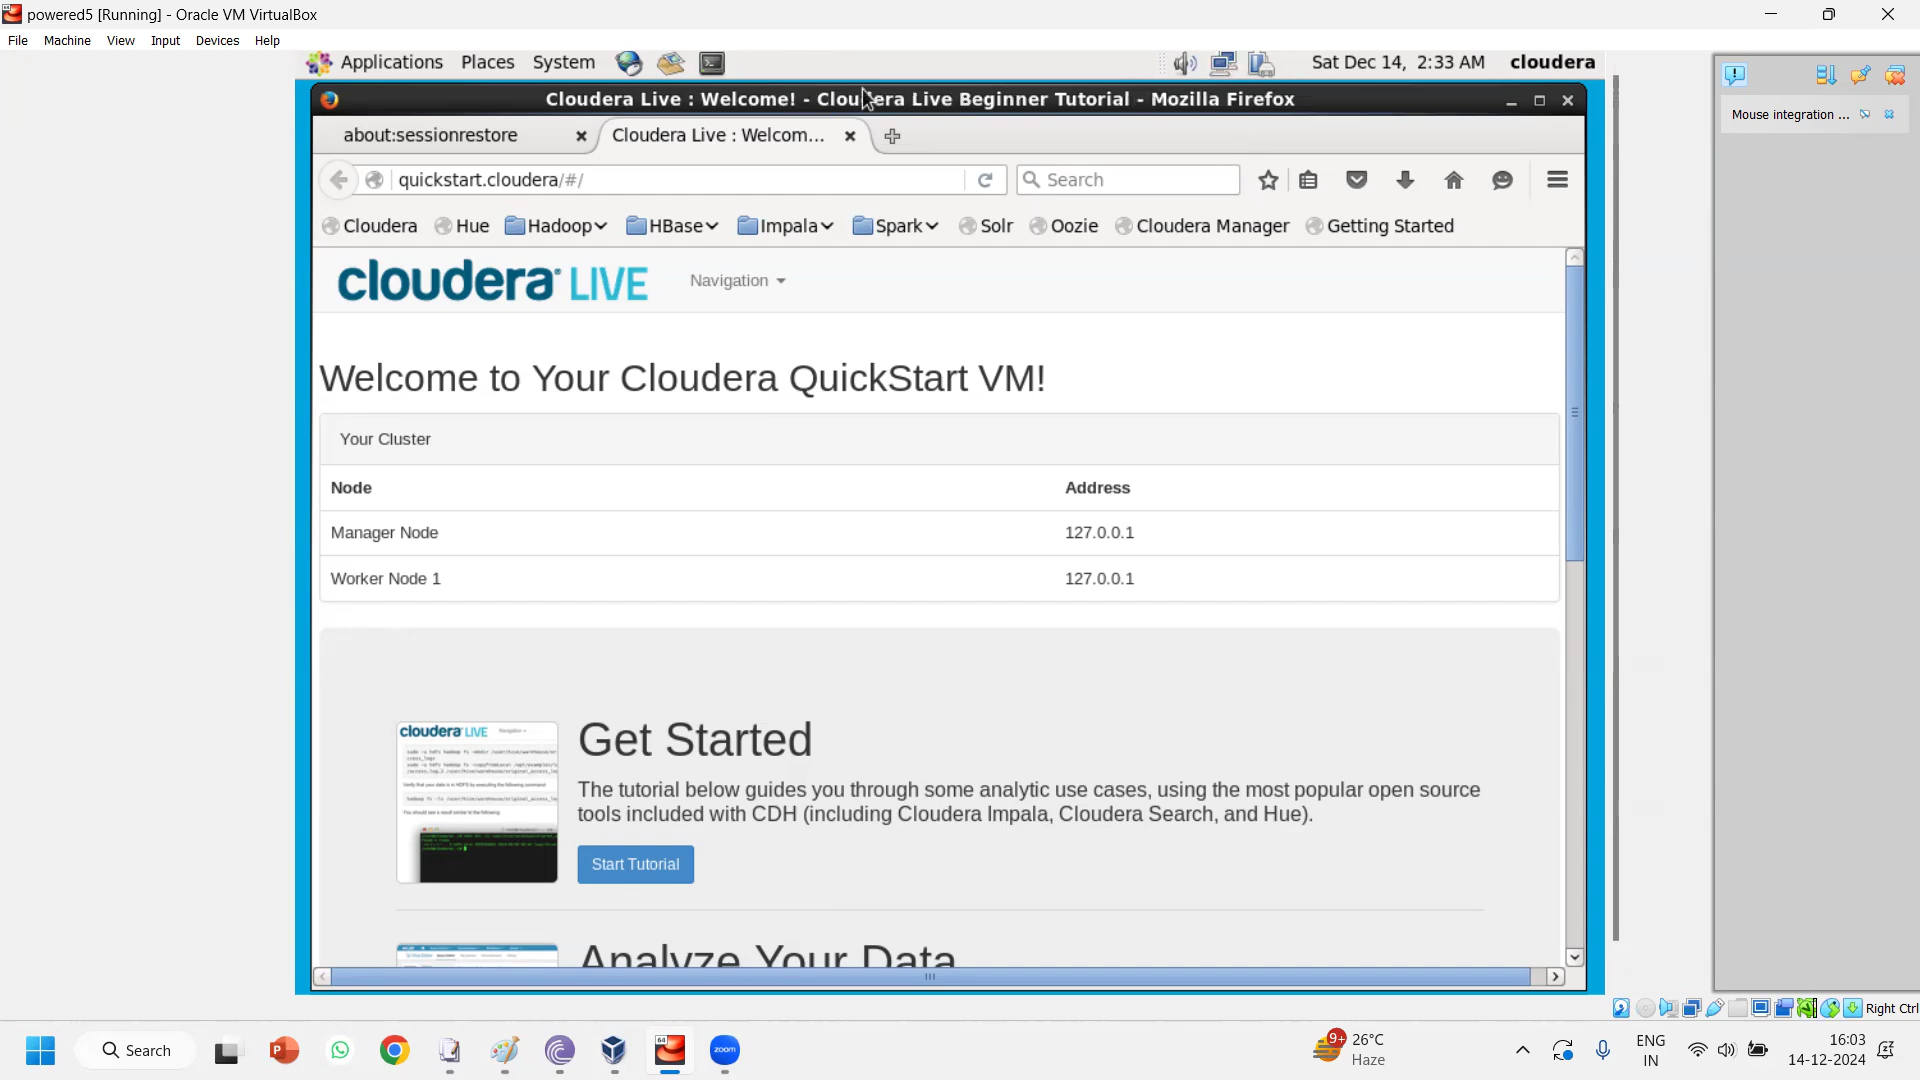 powered5 [Running] - Oracle VM VirtualBox
File Machine View Input Devices Help
Applications Places System Sat Dec 14, 2:33 AM cloudera
Cloudera Live : Welcome! - Cloudera Live Beginner Tutorial - Mozilla Firefox
about:sessionrestore Cloudera Live : Welcom...
quickstart.cloudera/#/ Search
Cloudera Hue Hadoop HBase Impala Spark Solr Oozie Cloudera Manager Getting Started
cloudera LIVE Navigation
Welcome to Your Cloudera QuickStart VM!
Your Cluster
Node Address
Manager Node 127.0.0.1
Worker Node 1 127.0.0.1
cloudera LIVE
Get Started
The tutorial below guides you through some analytic use cases, using the most popular open source
tools included with CDH (including Cloudera Impala, Cloudera Search, and Hue).
Start Tutorial
Analyze Your Data
Mouse integration ...
Right Ctrl
Search
64
zoom
9+
26°C
Haze
ENG
IN
16:03
14-12-2024